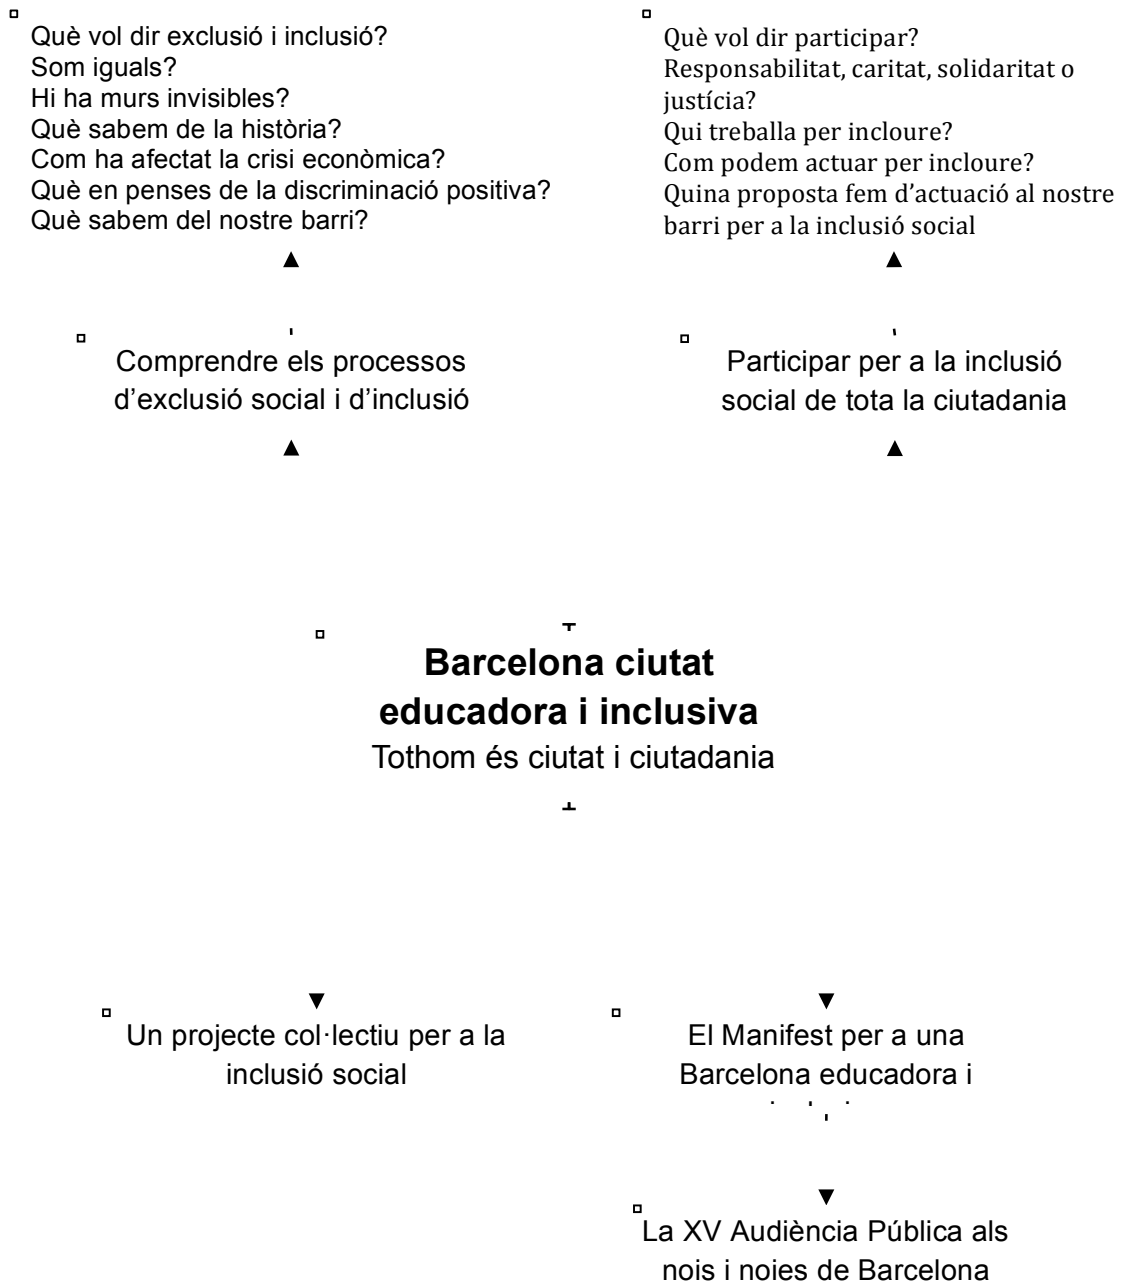 Què vol dir exclusió i inclusió?
Som iguals?
Hi ha murs invisibles?
Què sabem de la història?
Com ha afectat la crisi econòmica?
Què en penses de la discriminació positiva?
Què sabem del nostre barri?
Què vol dir participar?
Responsabilitat, caritat, solidaritat o
justícia?
Qui treballa per incloure?
Com podem actuar per incloure?
Quina proposta fem d’actuació al nostre
barri per a la inclusió social
Comprendre els processos
d’exclusió social i d’inclusió
Participar per a la inclusió
social de tota la ciutadania
Barcelona ciutat
educadora i inclusiva
Tothom és ciutat i ciutadania
Un projecte col·lectiu per a la
inclusió social
El Manifest per a una
Barcelona educadora i
La XV Audiència Pública als
nois i noies de Barcelona